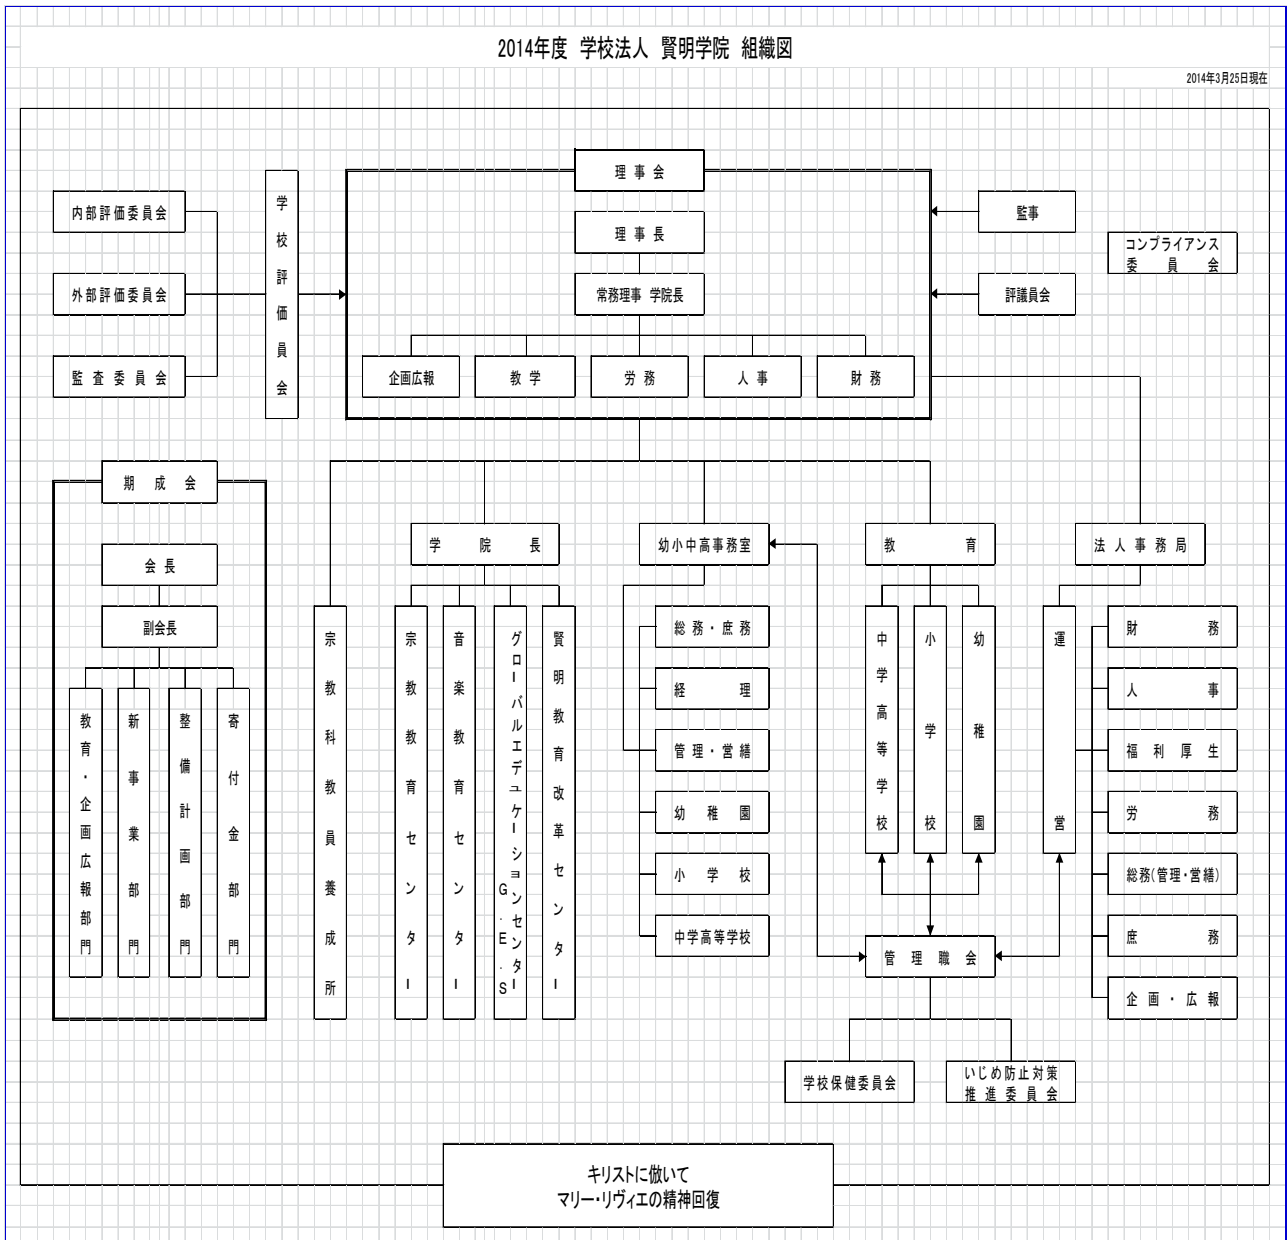 2014年度 学校法人 賢明学院 組織図
2014年3月25日現在
理事会
理事長
常務理事 学院長
企画広報
教学
労務
人事
財務
内部評価委員会
外部評価委員会
監査委員会
学校評価員会
監事
評議員会
コンプライアンス
委員会
期成会
会長
副会長
教育・企画広報部門
新事業部門
整備計画部門
寄付金部門
宗教科教員養成所
学院長
宗教教育センター
音楽教育センター
グローバルエデュケーションセンター
G.E.S
賢明教育改革センター
幼小中高事務室
総務・庶務
経理
管理・営繕
幼稚園
小学校
中学高等学校
教育
中学高等学校
小学校
幼稚園
法人事務局
運営
財務
人事
福利厚生
労務
総務(管理・営繕)
庶務
企画・広報
管理職会
学校保健委員会
いじめ防止対策
推進委員会
キリストに倣いて
マリー・リヴィエの精神回復